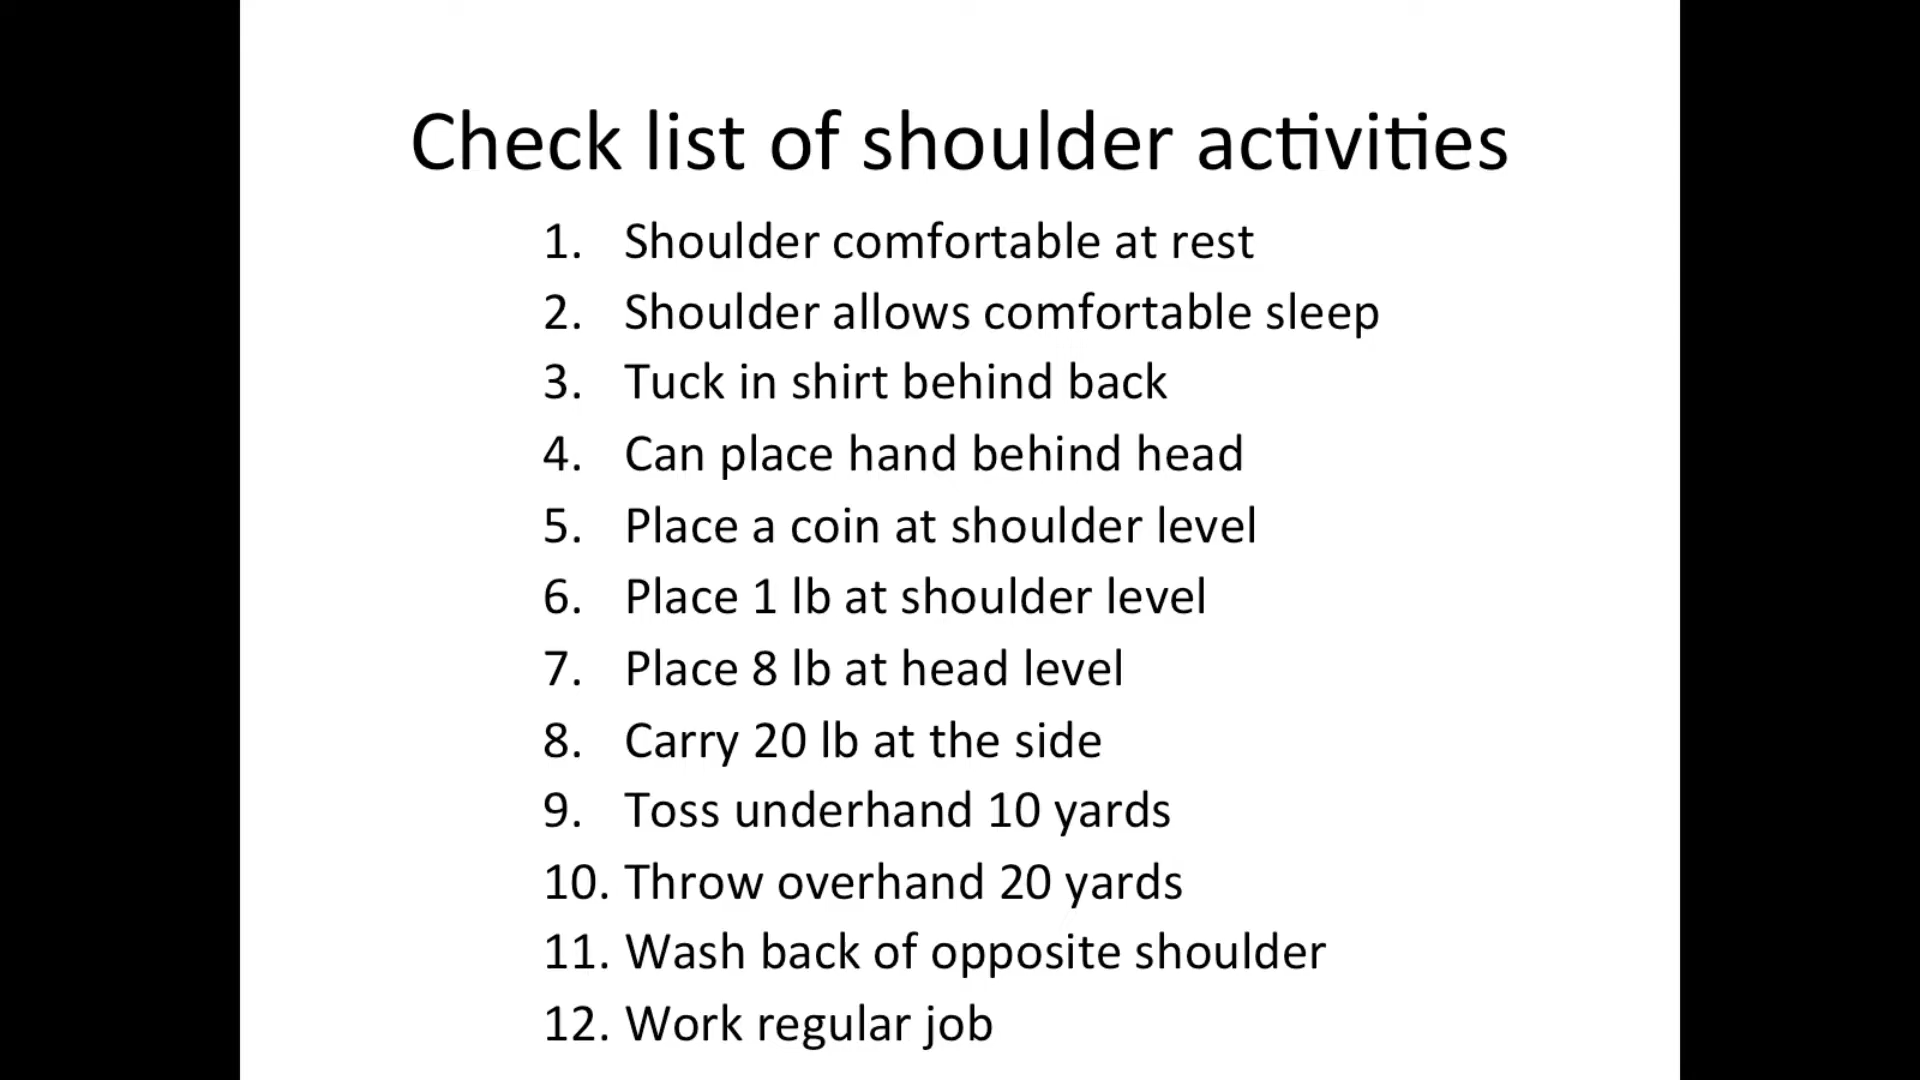 Check list of shoulder activities
1. Shoulder comfortable at rest
2. Shoulder allows comfortable sleep
3. Tuck in shirt behind back
4. Can place hand behind head
5. Place a coin at shoulder level
6. Place 1 lb at shoulder level
7. Place 8 lb at head level
8. Carry 20 lb at the side
9. Toss underhand 10 yards
10. Throw overhand 20 yards
11. Wash back of opposite shoulder
12. Work regular job